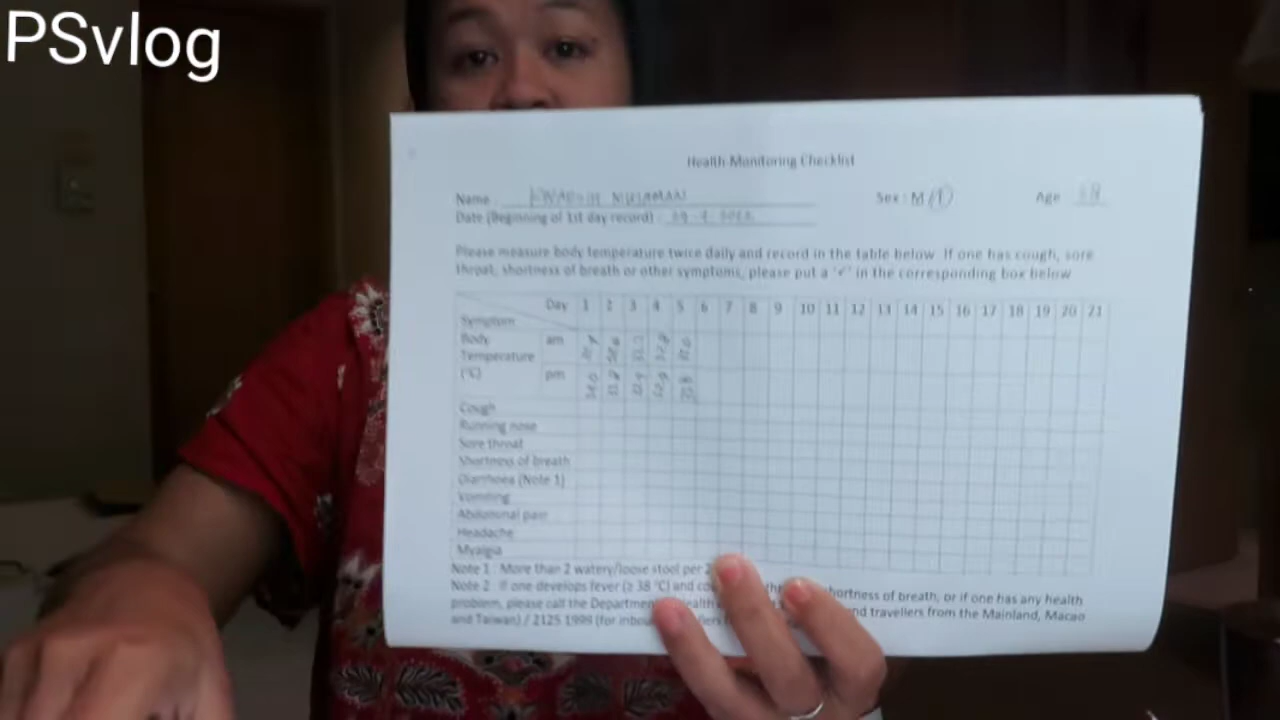 PSvlog
Health Monitoring Checklist
Name Sex : M / Age
Date (Beginning of 1st day record) :
Please measure body temperature twice daily and record in the table below. If one has cough, sore
throat, shortness of breath or other symptoms, please put a '✓' in the corresponding box below
Day 1 2 3 4 5 6 7 8 9 10 11 12 13 14 15 16 17 18 19 20 21
Symptom
Body am
Temperature
(°C) pm
Cough
Running nose
Sore throat
Shortness of breath
Diarrhoea (Note 1)
Vomiting
Abdominal pain
Headache
Myalgia
Note 1 : More than 2 watery/loose stool per
Note 2 : If one develops fever (≥ 38 °C) and shortness of breath, or if one has any health
problem, please call the Department and travellers from the Mainland, Macao
and Taiwan) / 2125 1999 (for